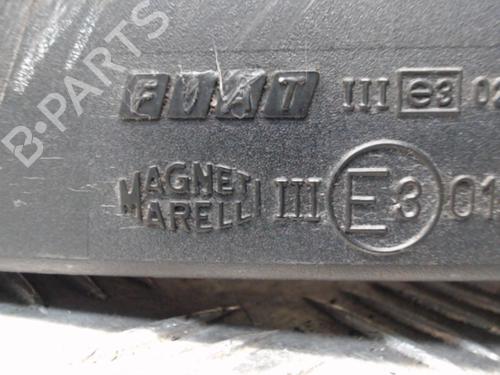 FIAT III e3 02
MAGNETI MARELLI III E3 01
B-PARTS